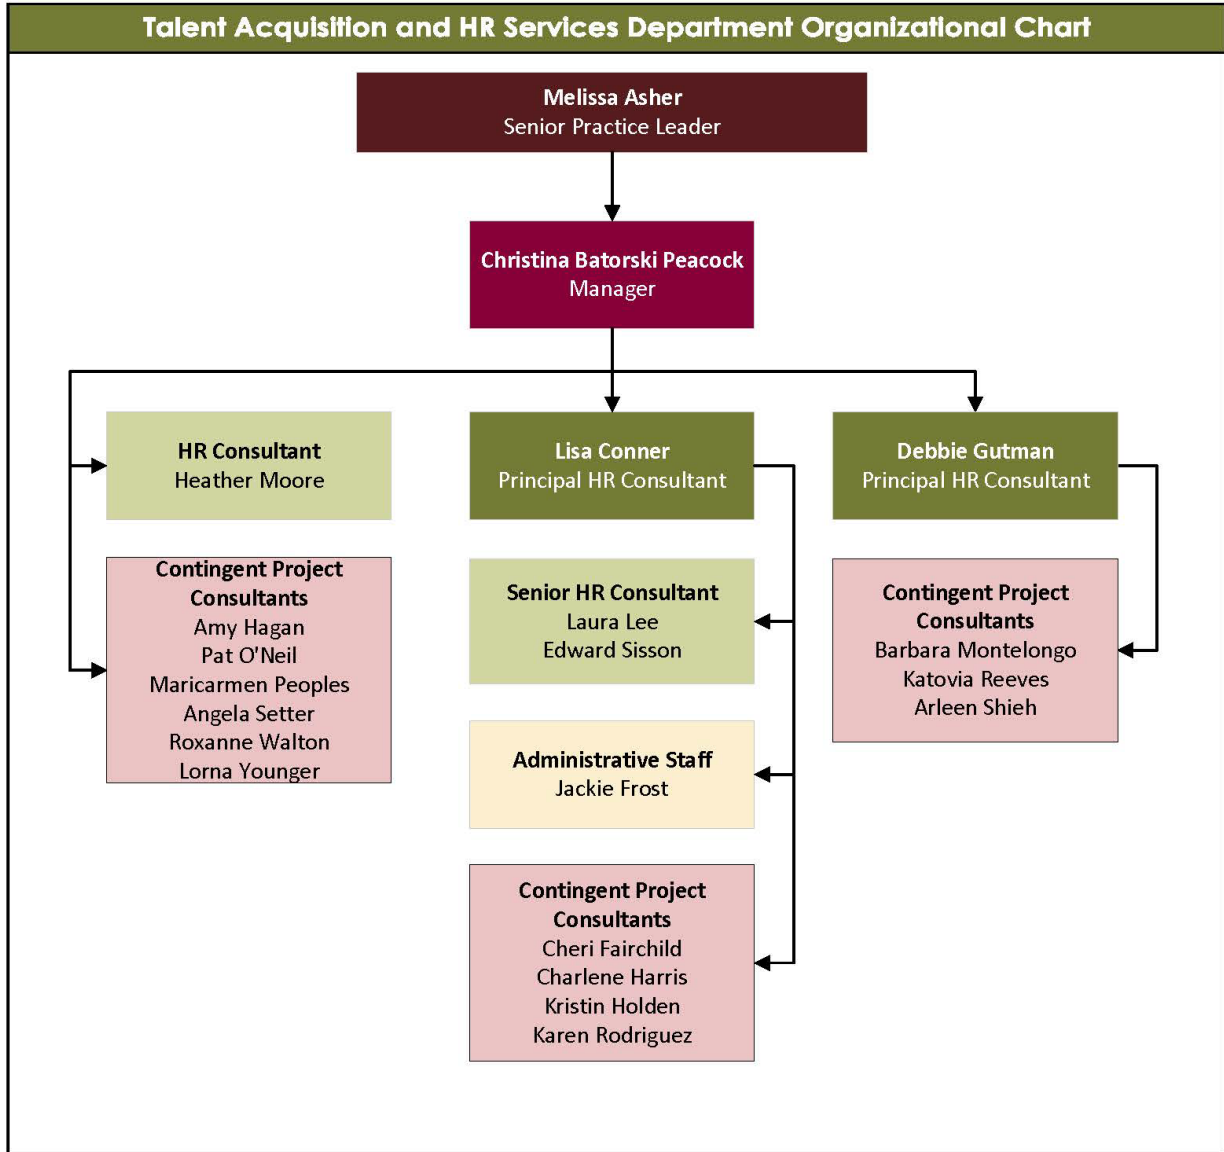 Talent Acquisition and HR Services Department Organizational Chart
Melissa Asher
Senior Practice Leader
Christina Batorski Peacock
Manager
HR Consultant
Heather Moore
Contingent Project
Consultants
Amy Hagan
Pat O'Neil
Maricarmen Peoples
Angela Setter
Roxanne Walton
Lorna Younger
Lisa Conner
Principal HR Consultant
Senior HR Consultant
Laura Lee
Edward Sisson
Administrative Staff
Jackie Frost
Contingent Project
Consultants
Cheri Fairchild
Charlene Harris
Kristin Holden
Karen Rodriguez
Debbie Gutman
Principal HR Consultant
Contingent Project
Consultants
Barbara Montelongo
Katovia Reeves
Arleen Shieh